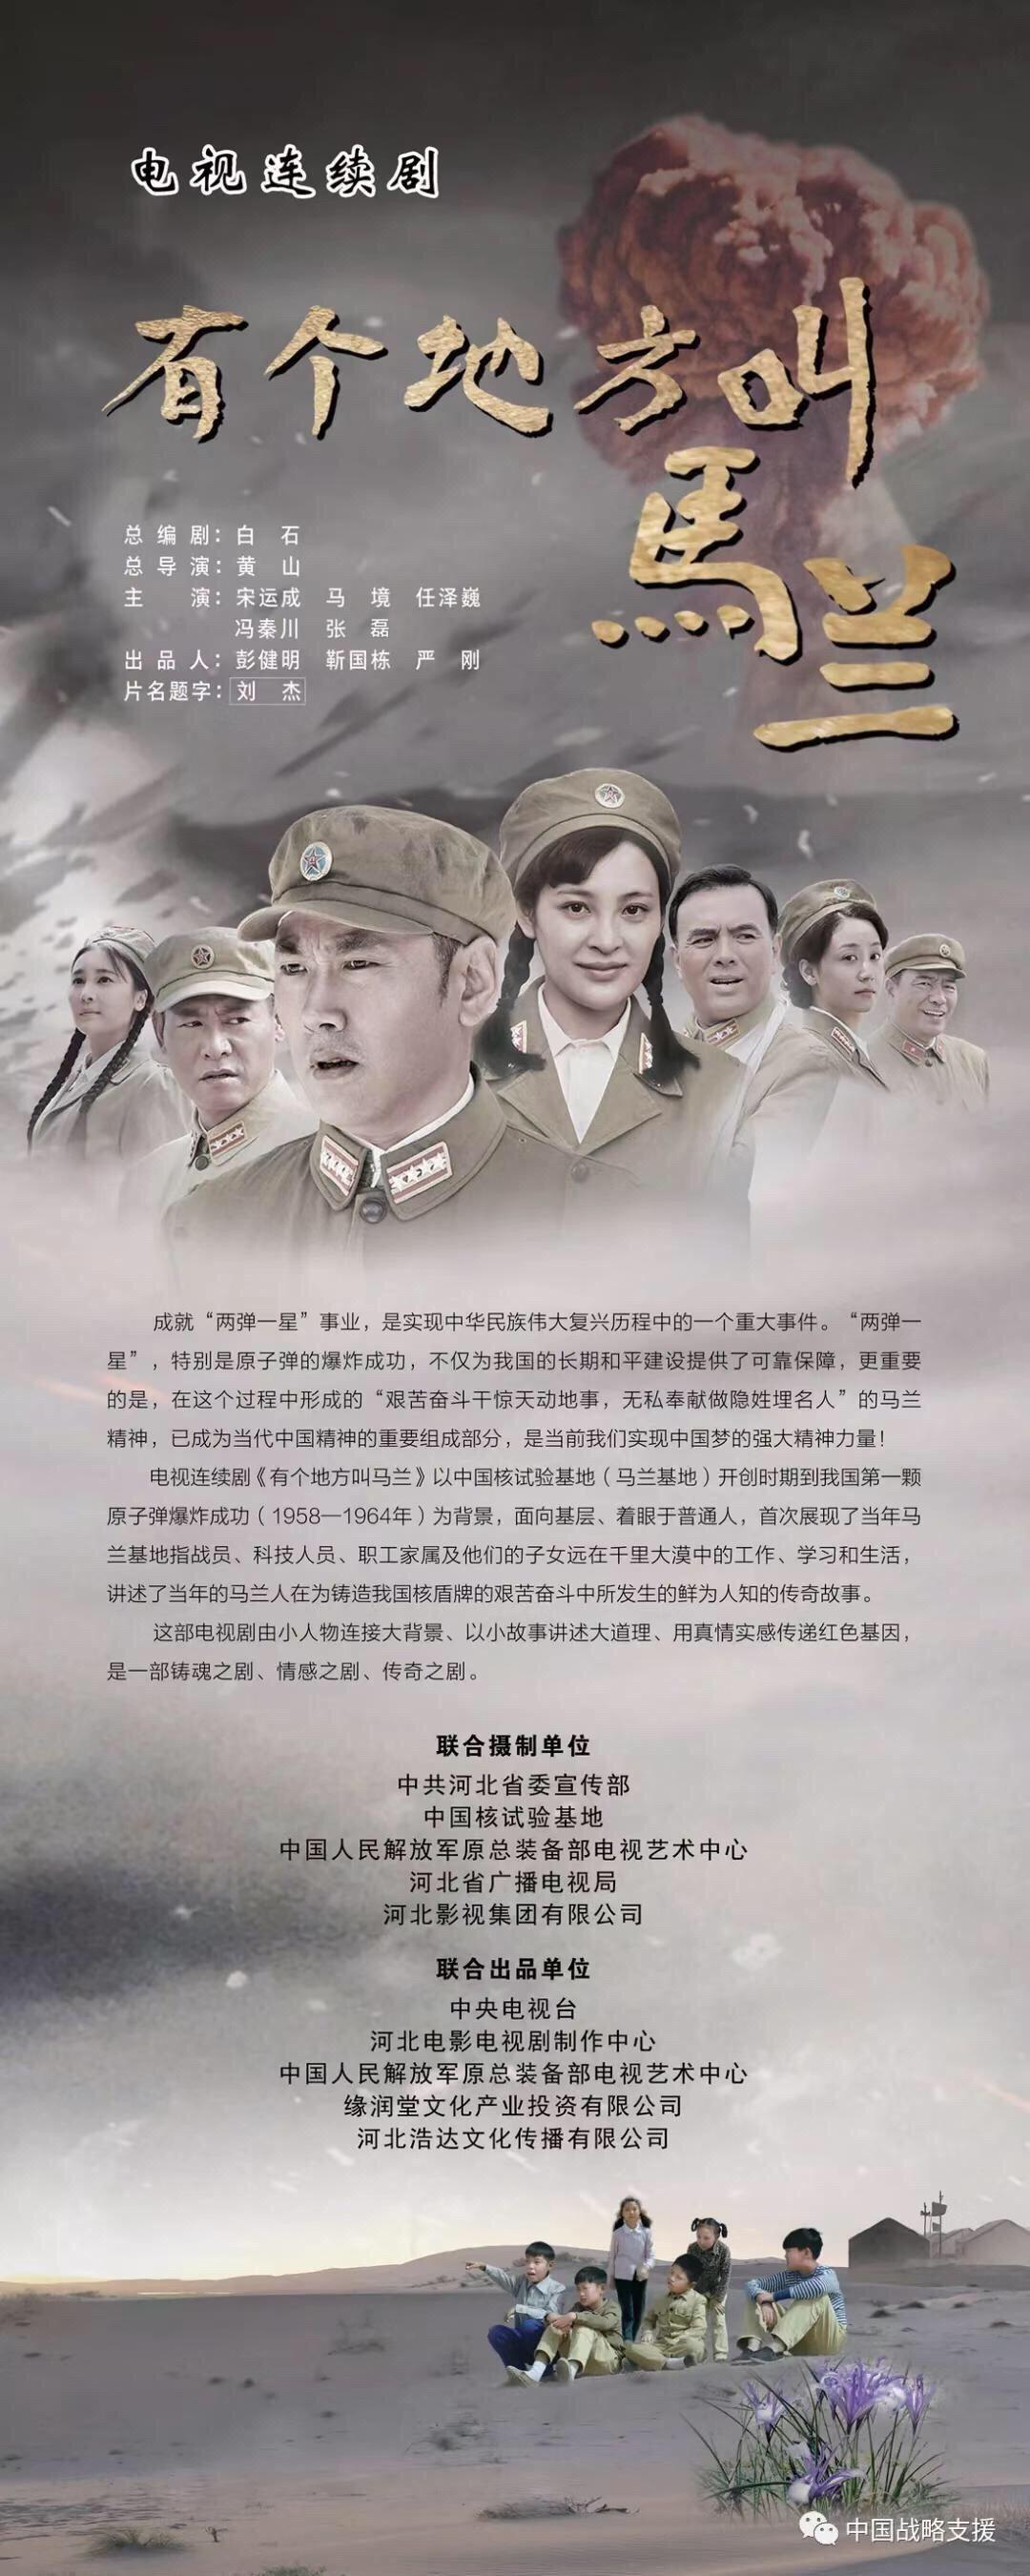 电视连续剧
有个地方叫
馬兰
总编剧：白 石
总导演：黄 山
主 演：宋运成 马 境 任泽巍
冯秦川 张 磊
出品人：彭健明 靳国栋 严 刚
片名题字：刘 杰
成就“两弹一星”事业，是实现中华民族伟大复兴历程中的一个重大事件。“两弹一
星”，特别是原子弹的爆炸成功，不仅为我国的长期和平建设提供了可靠保障，更重要
的是，在这个过程中形成的“艰苦奋斗干惊天动地事，无私奉献做隐姓埋名人”的马兰
精神，已成为当代中国精神的重要组成部分，是当前我们实现中国梦的强大精神力量！
电视连续剧《有个地方叫马兰》以中国核试验基地（马兰基地）开创时期到我国第一颗
原子弹爆炸成功（1958—1964年）为背景，面向基层、着眼于普通人，首次展现了当年马
兰基地指战员、科技人员、职工家属及他们的子女远在千里大漠中的工作、学习和生活，
讲述了当年的马兰人在为铸造我国核盾牌的艰苦奋斗中所发生的鲜为人知的传奇故事。
这部电视剧由小人物连接大背景、以小故事讲述大道理、用真情实感传递红色基因，
是一部铸魂之剧、情感之剧、传奇之剧。
联合摄制单位
中共河北省委宣传部
中国核试验基地
中国人民解放军原总装备部电视艺术中心
河北省广播电视局
河北影视集团有限公司
联合出品单位
中央电视台
河北电影电视剧制作中心
中国人民解放军原总装备部电视艺术中心
缘润堂文化产业投资有限公司
河北浩达文化传播有限公司
中国战略支援